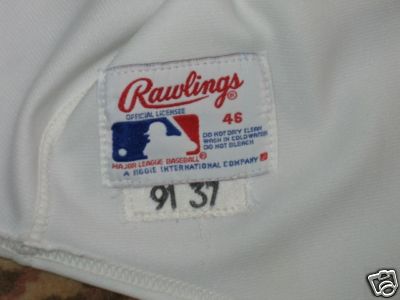 Rawlings®
OFFICIAL LICENSEE
46
DO NOT DRY CLEAN
WASH IN COLD WATER
DO NOT BLEACH
MAJOR LEAGUE BASEBALL®
A FIGGIE INTERNATIONAL COMPANY
91 37